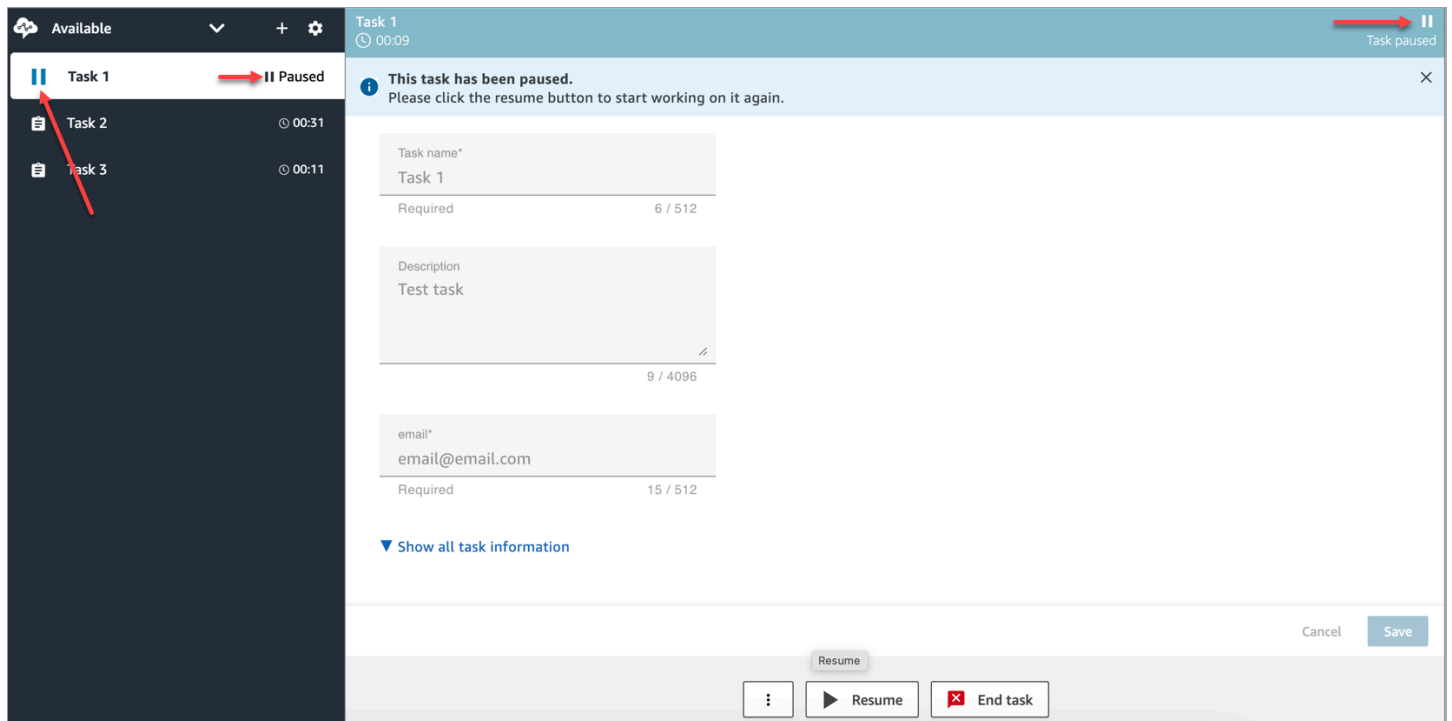 Available
Task 1 Paused
Task 2 00:31
Task 3 00:11
Task 1
00:09
Task paused
This task has been paused.
Please click the resume button to start working on it again.
Task name*
Task 1
Required 6 / 512
Description
Test task
9 / 4096
email*
email@email.com
Required 15 / 512
Show all task information
Cancel Save
Resume
Resume End task